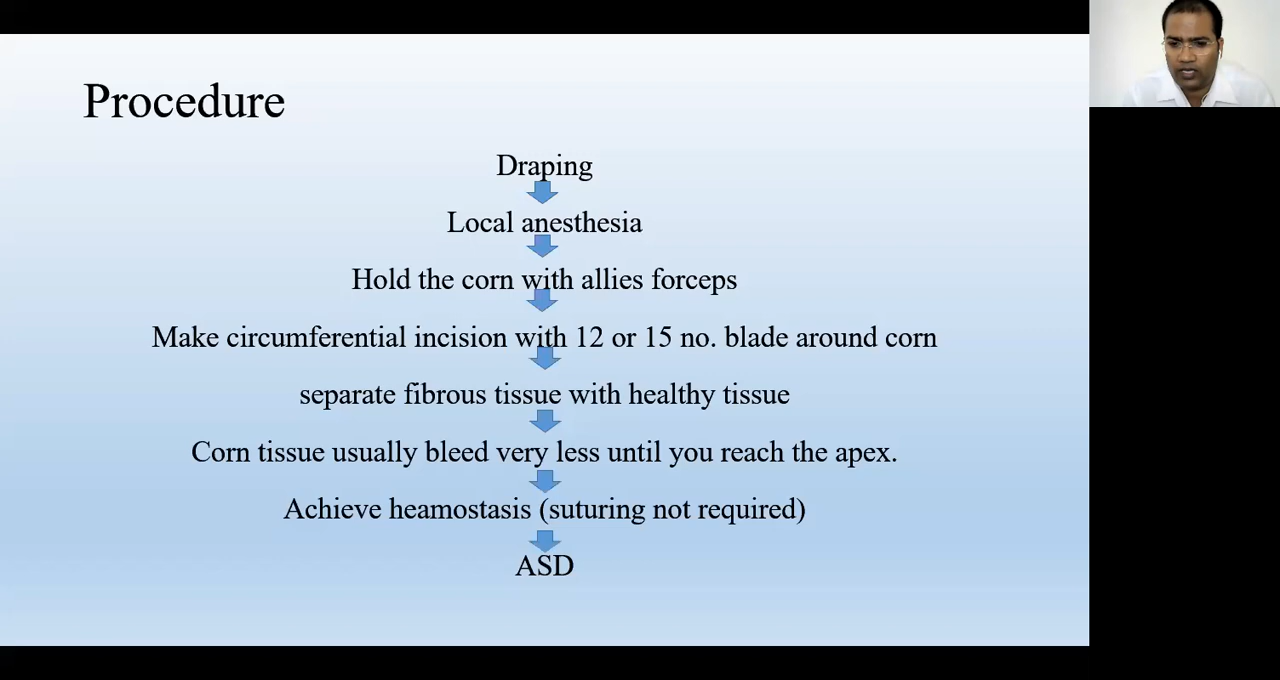 Procedure
Draping
Local anesthesia
Hold the corn with allies forceps
Make circumferential incision with 12 or 15 no. blade around corn
separate fibrous tissue with healthy tissue
Corn tissue usually bleed very less until you reach the apex.
Achieve heamostasis (suturing not required)
ASD